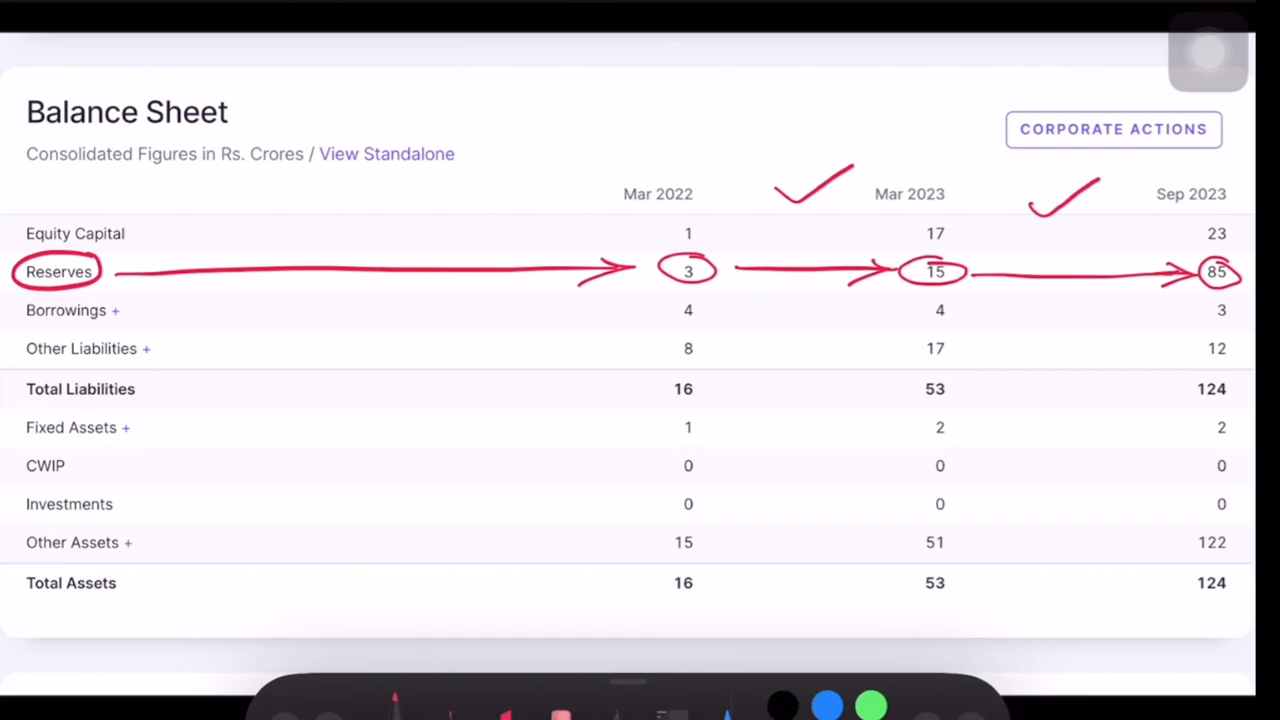 Balance Sheet
CORPORATE ACTIONS
Consolidated Figures in Rs. Crores / View Standalone
Mar 2022 Mar 2023 Sep 2023
Equity Capital 1 17 23
Reserves 3 15 85
Borrowings + 4 4 3
Other Liabilities + 8 17 12
Total Liabilities 16 53 124
Fixed Assets + 1 2 2
CWIP 0 0 0
Investments 0 0 0
Other Assets + 15 51 122
Total Assets 16 53 124